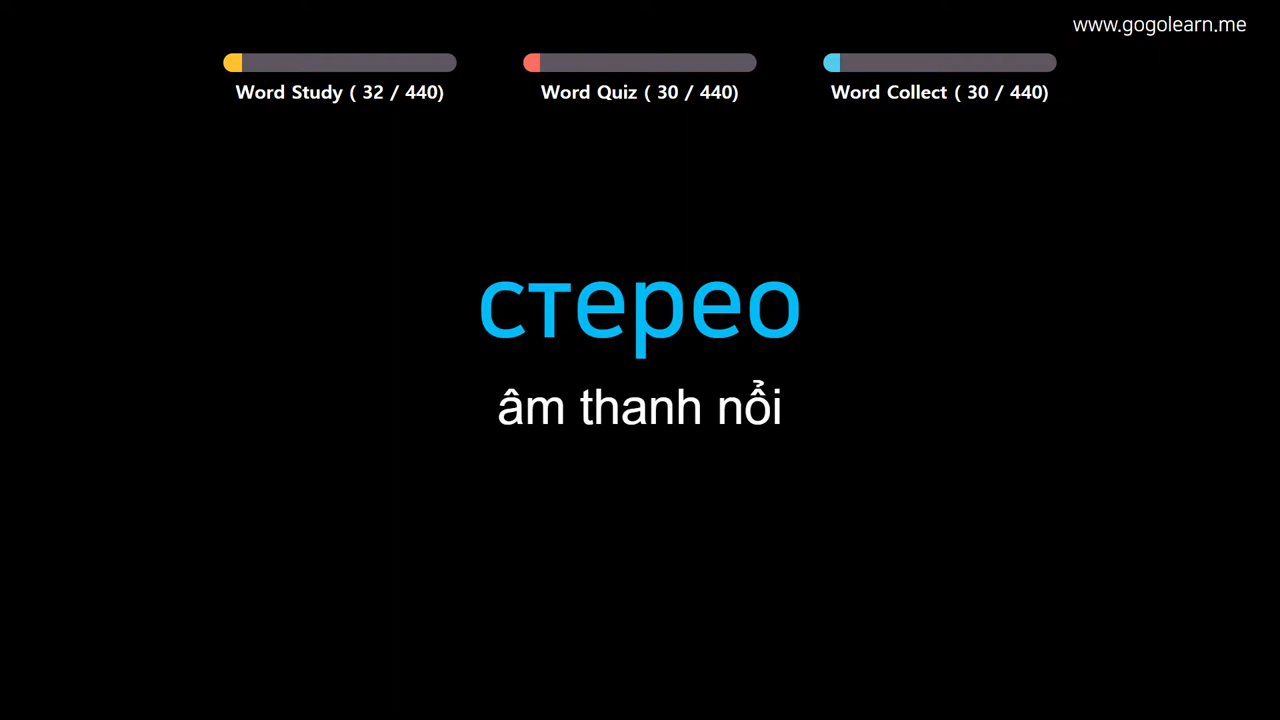 www.gogolearn.me
Word Study ( 32 / 440)
Word Quiz ( 30 / 440)
Word Collect ( 30 / 440)
стерео
âm thanh nổi